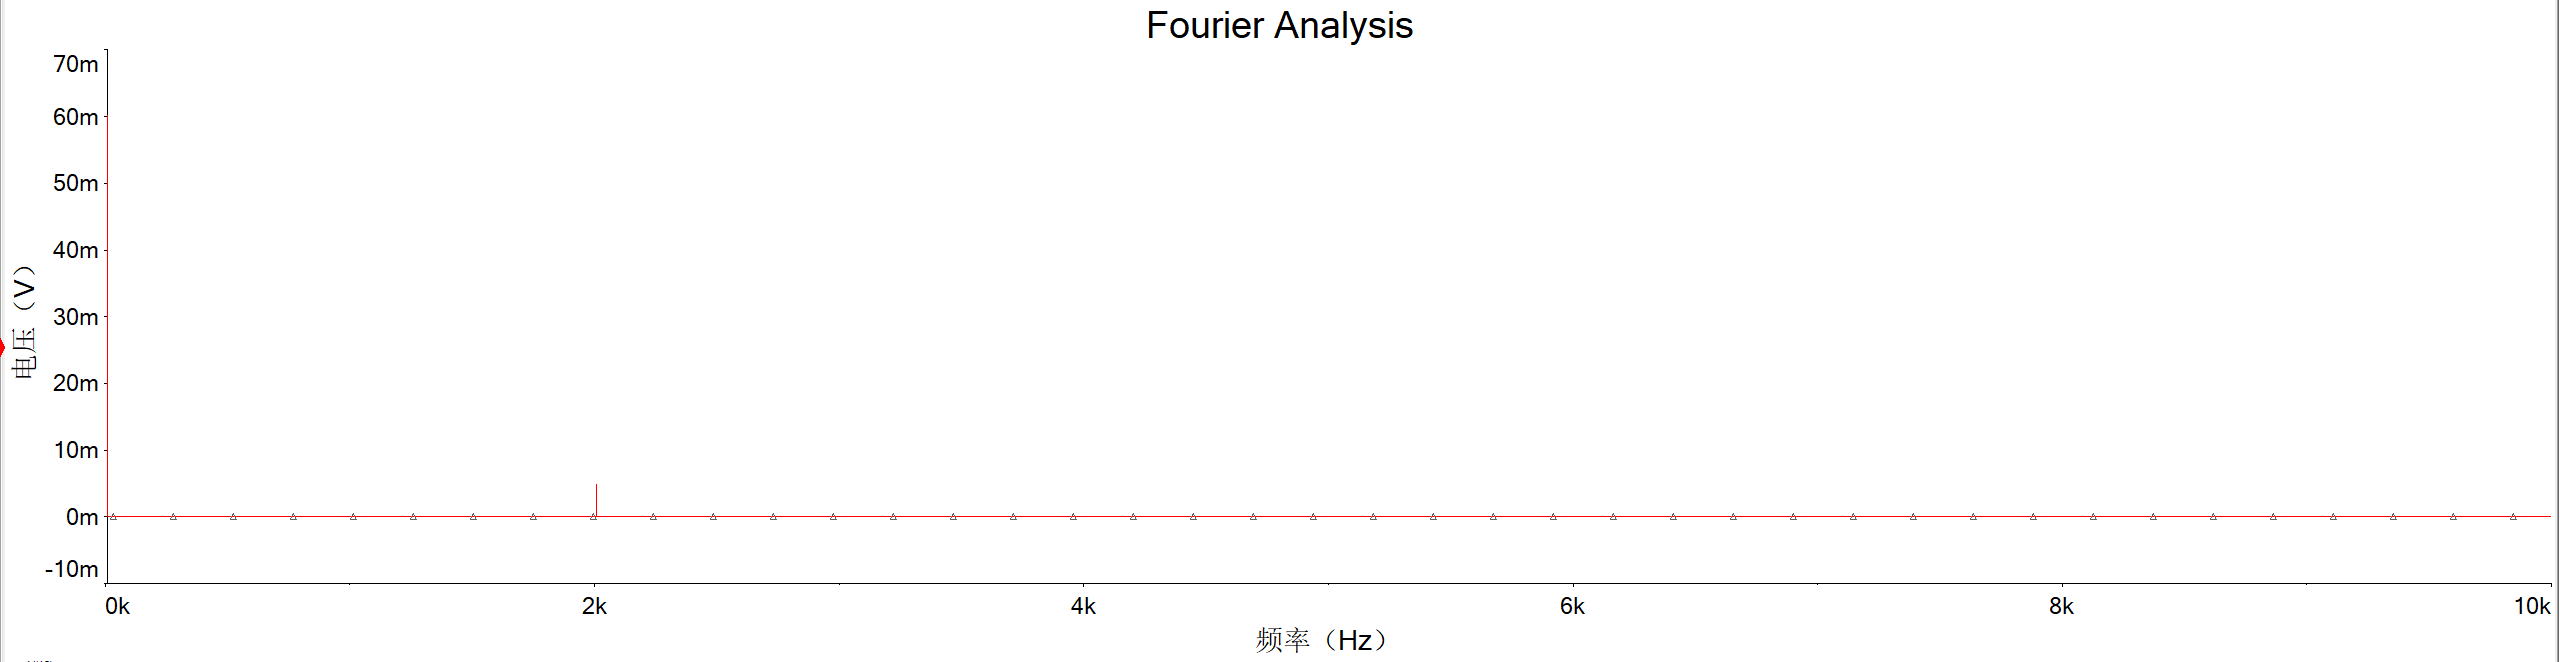 Fourier Analysis
70m
60m
50m
40m
30m
20m
10m
0m
-10m
电压（V）
0k 2k 4k 6k 8k 10k
频率（Hz）